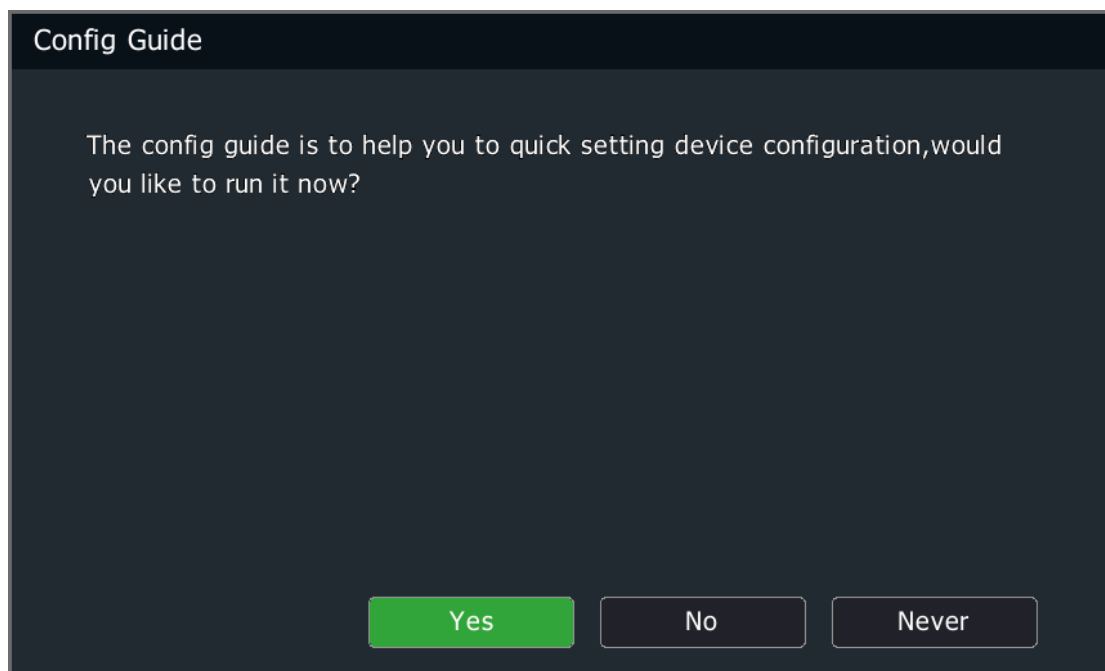 Config Guide
The config guide is to help you to quick setting device configuration,would
you like to run it now?
Yes
No
Never